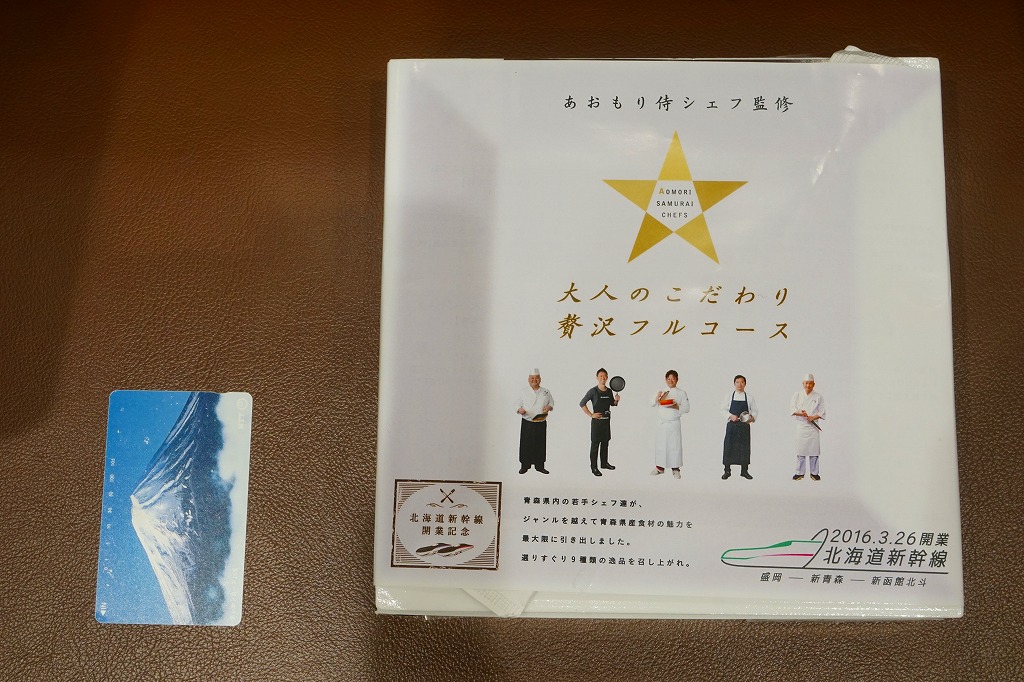 あおもり侍シェフ監修
AOMORI
SAMURAI
CHEFS
大人のこだわり
贅沢フルコース
青森県内の若手シェフ達が、
ジャンルを越えて青森県産食材の魅力を
最大限に引き出しました。
選りすぐり9種類の逸品を召し上がれ。
北海道新幹線
開業記念
2016.3.26開業
北海道新幹線
盛岡 ― 新青森 ― 新函館北斗